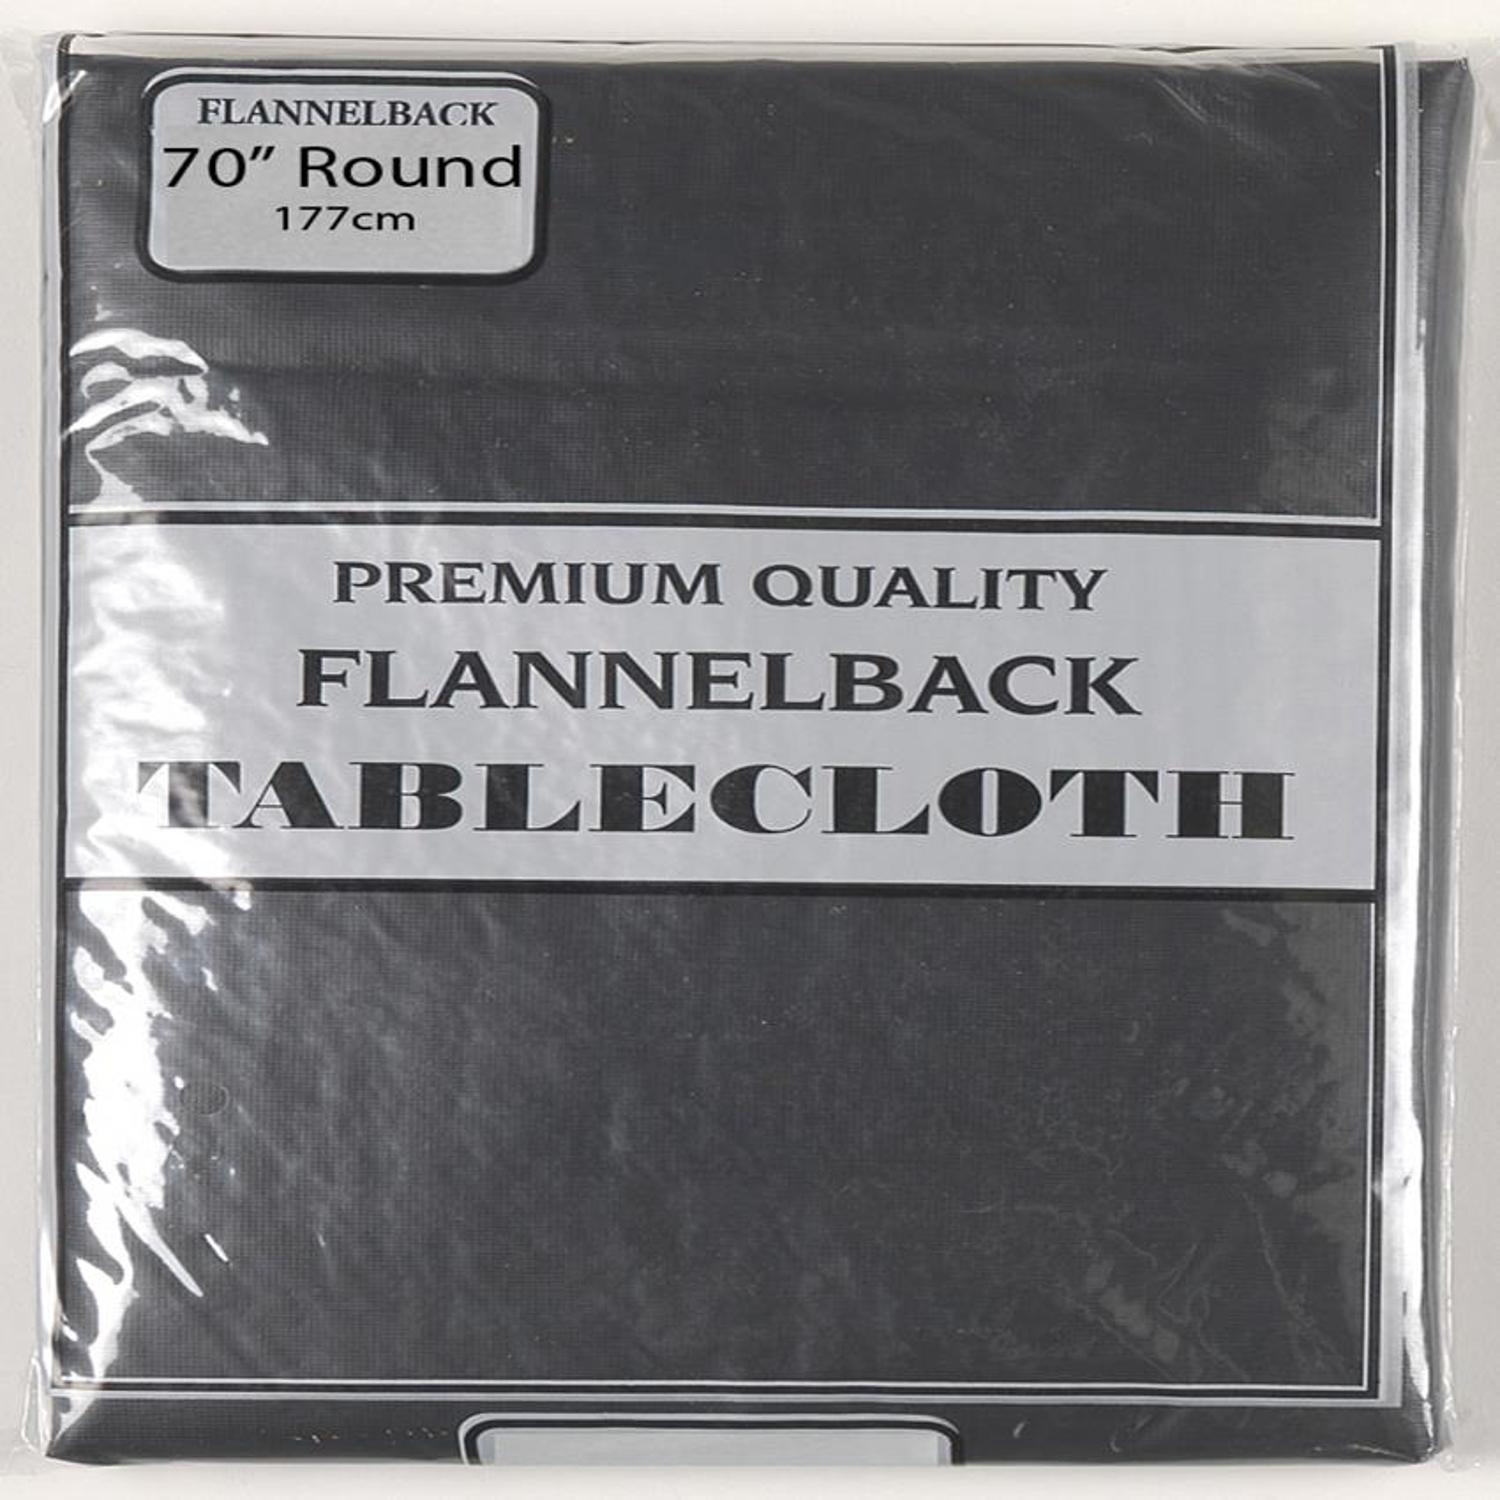 FLANNELBACK
70” Round
177cm
PREMIUM QUALITY
FLANNELBACK
TABLECLOTH